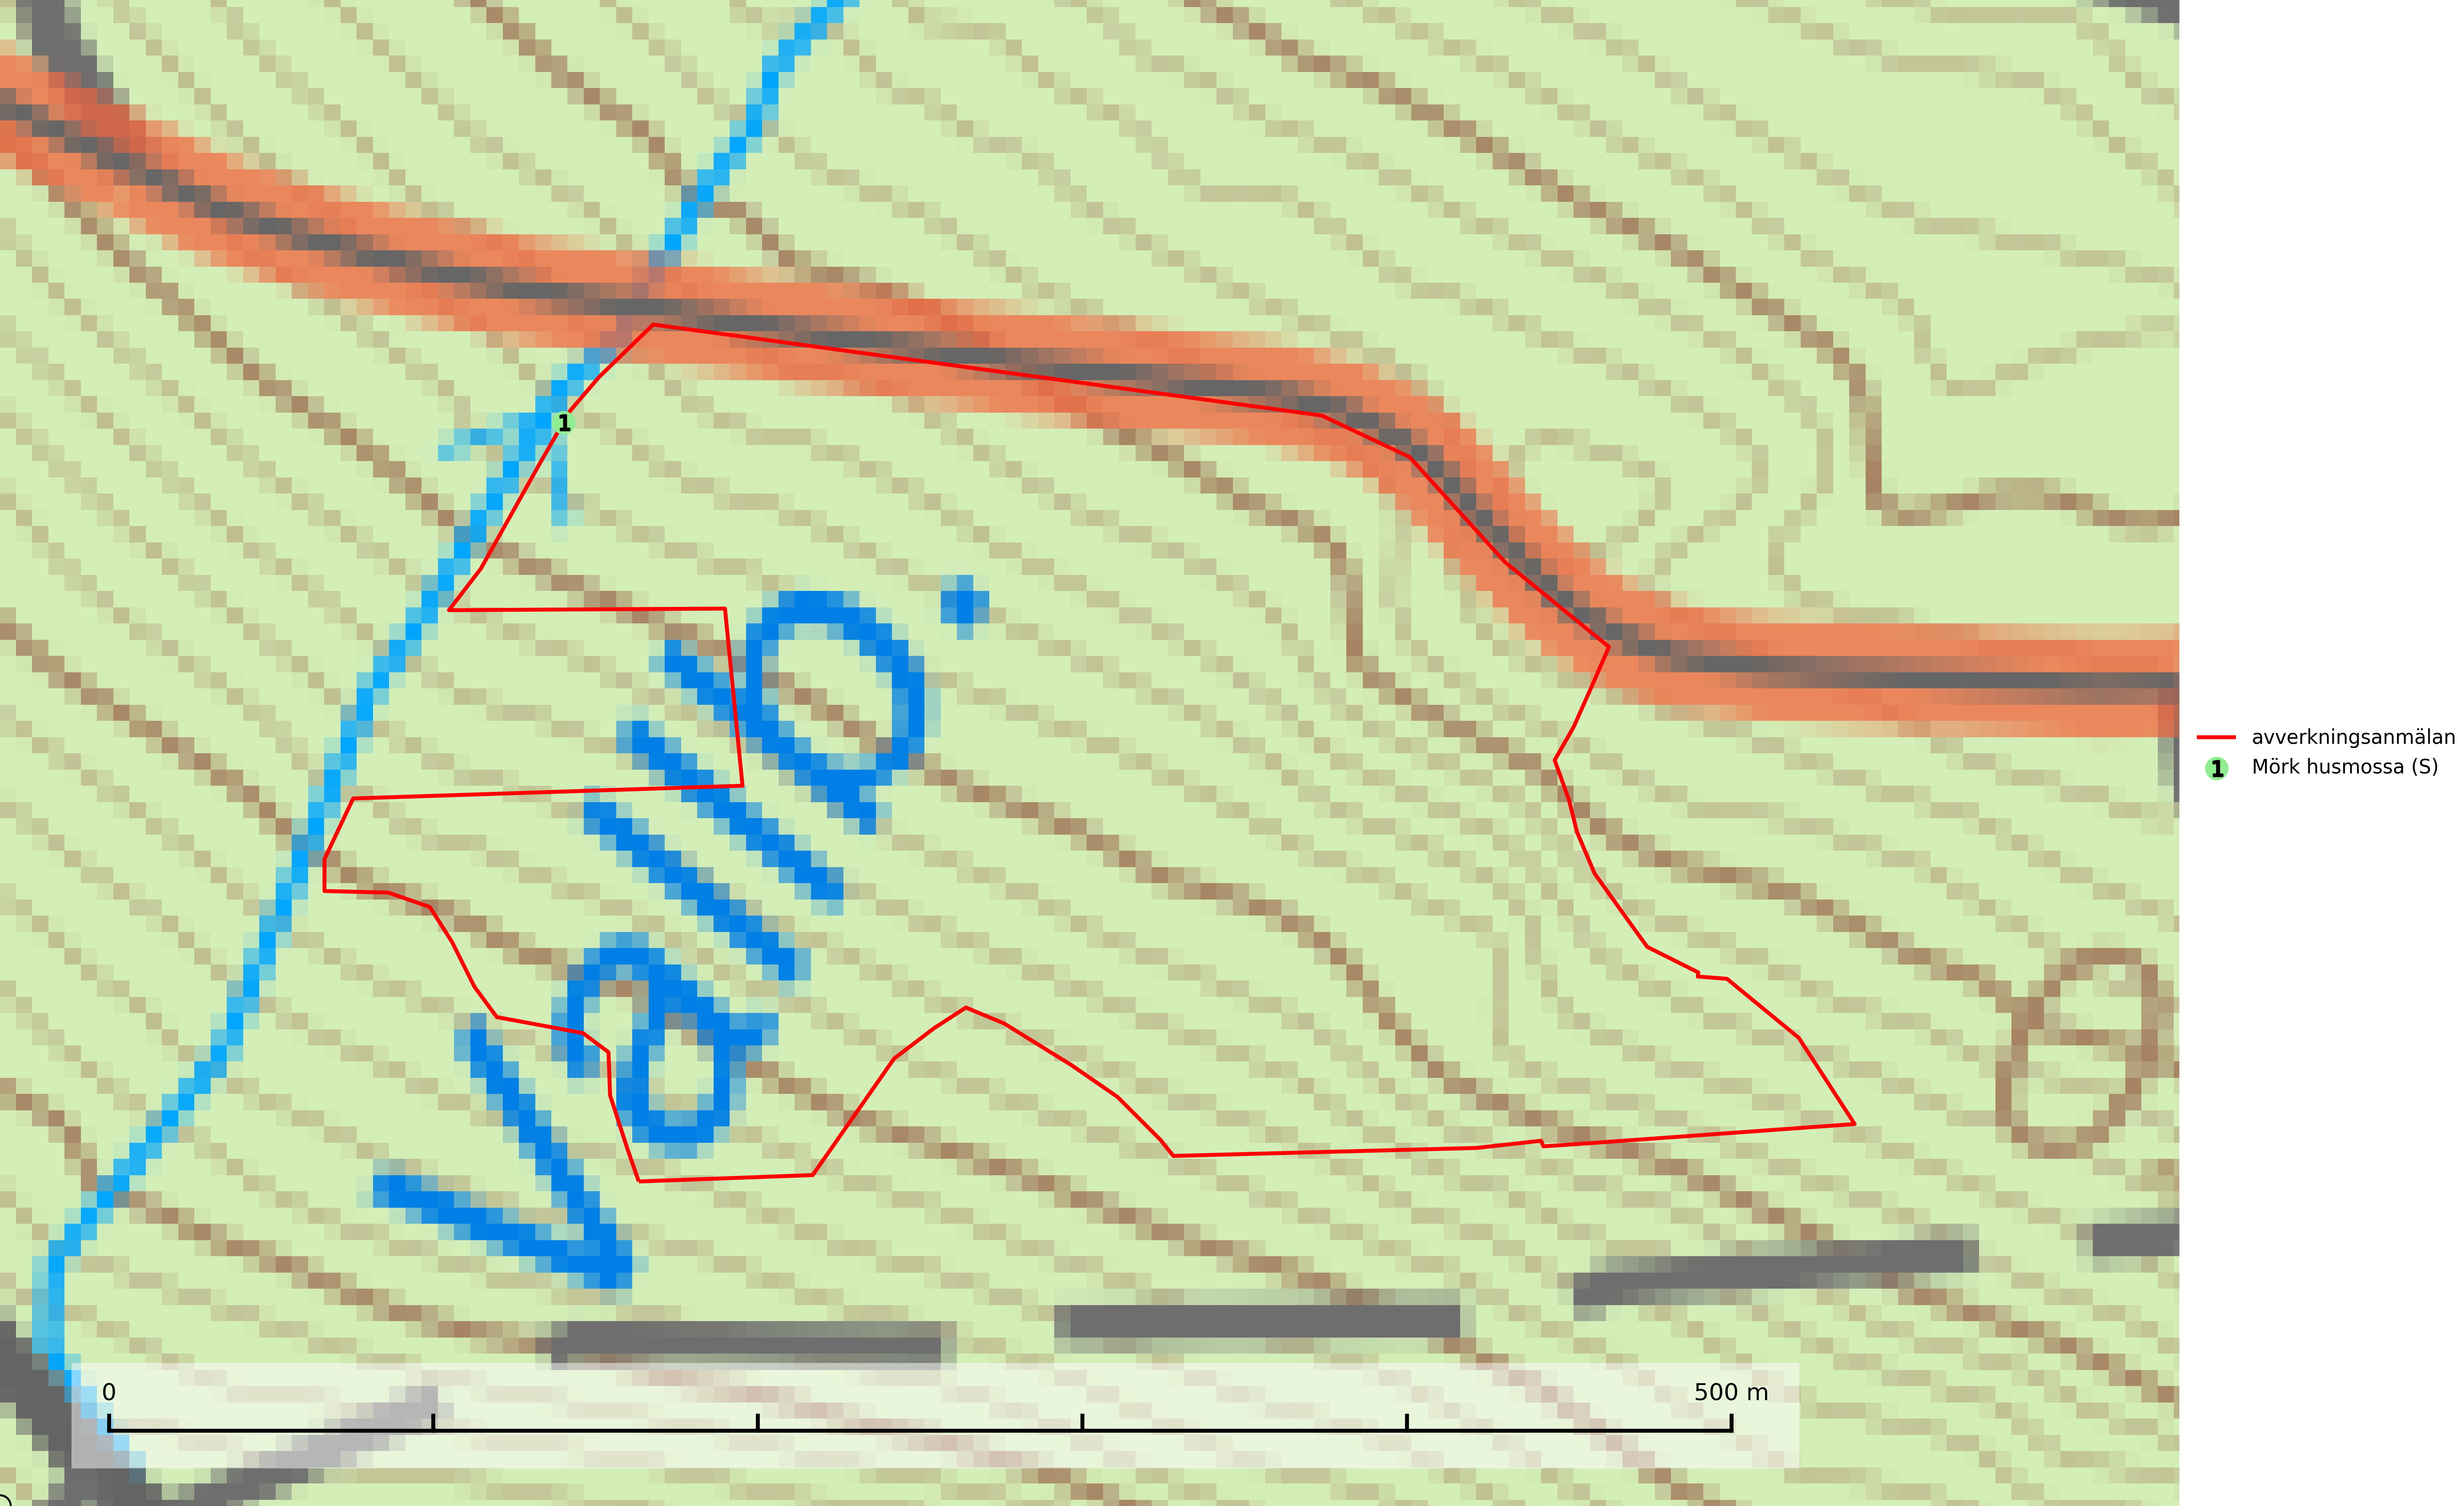 1
avverkningsanmälan
1 Mörk husmossa (S)
0 500 m